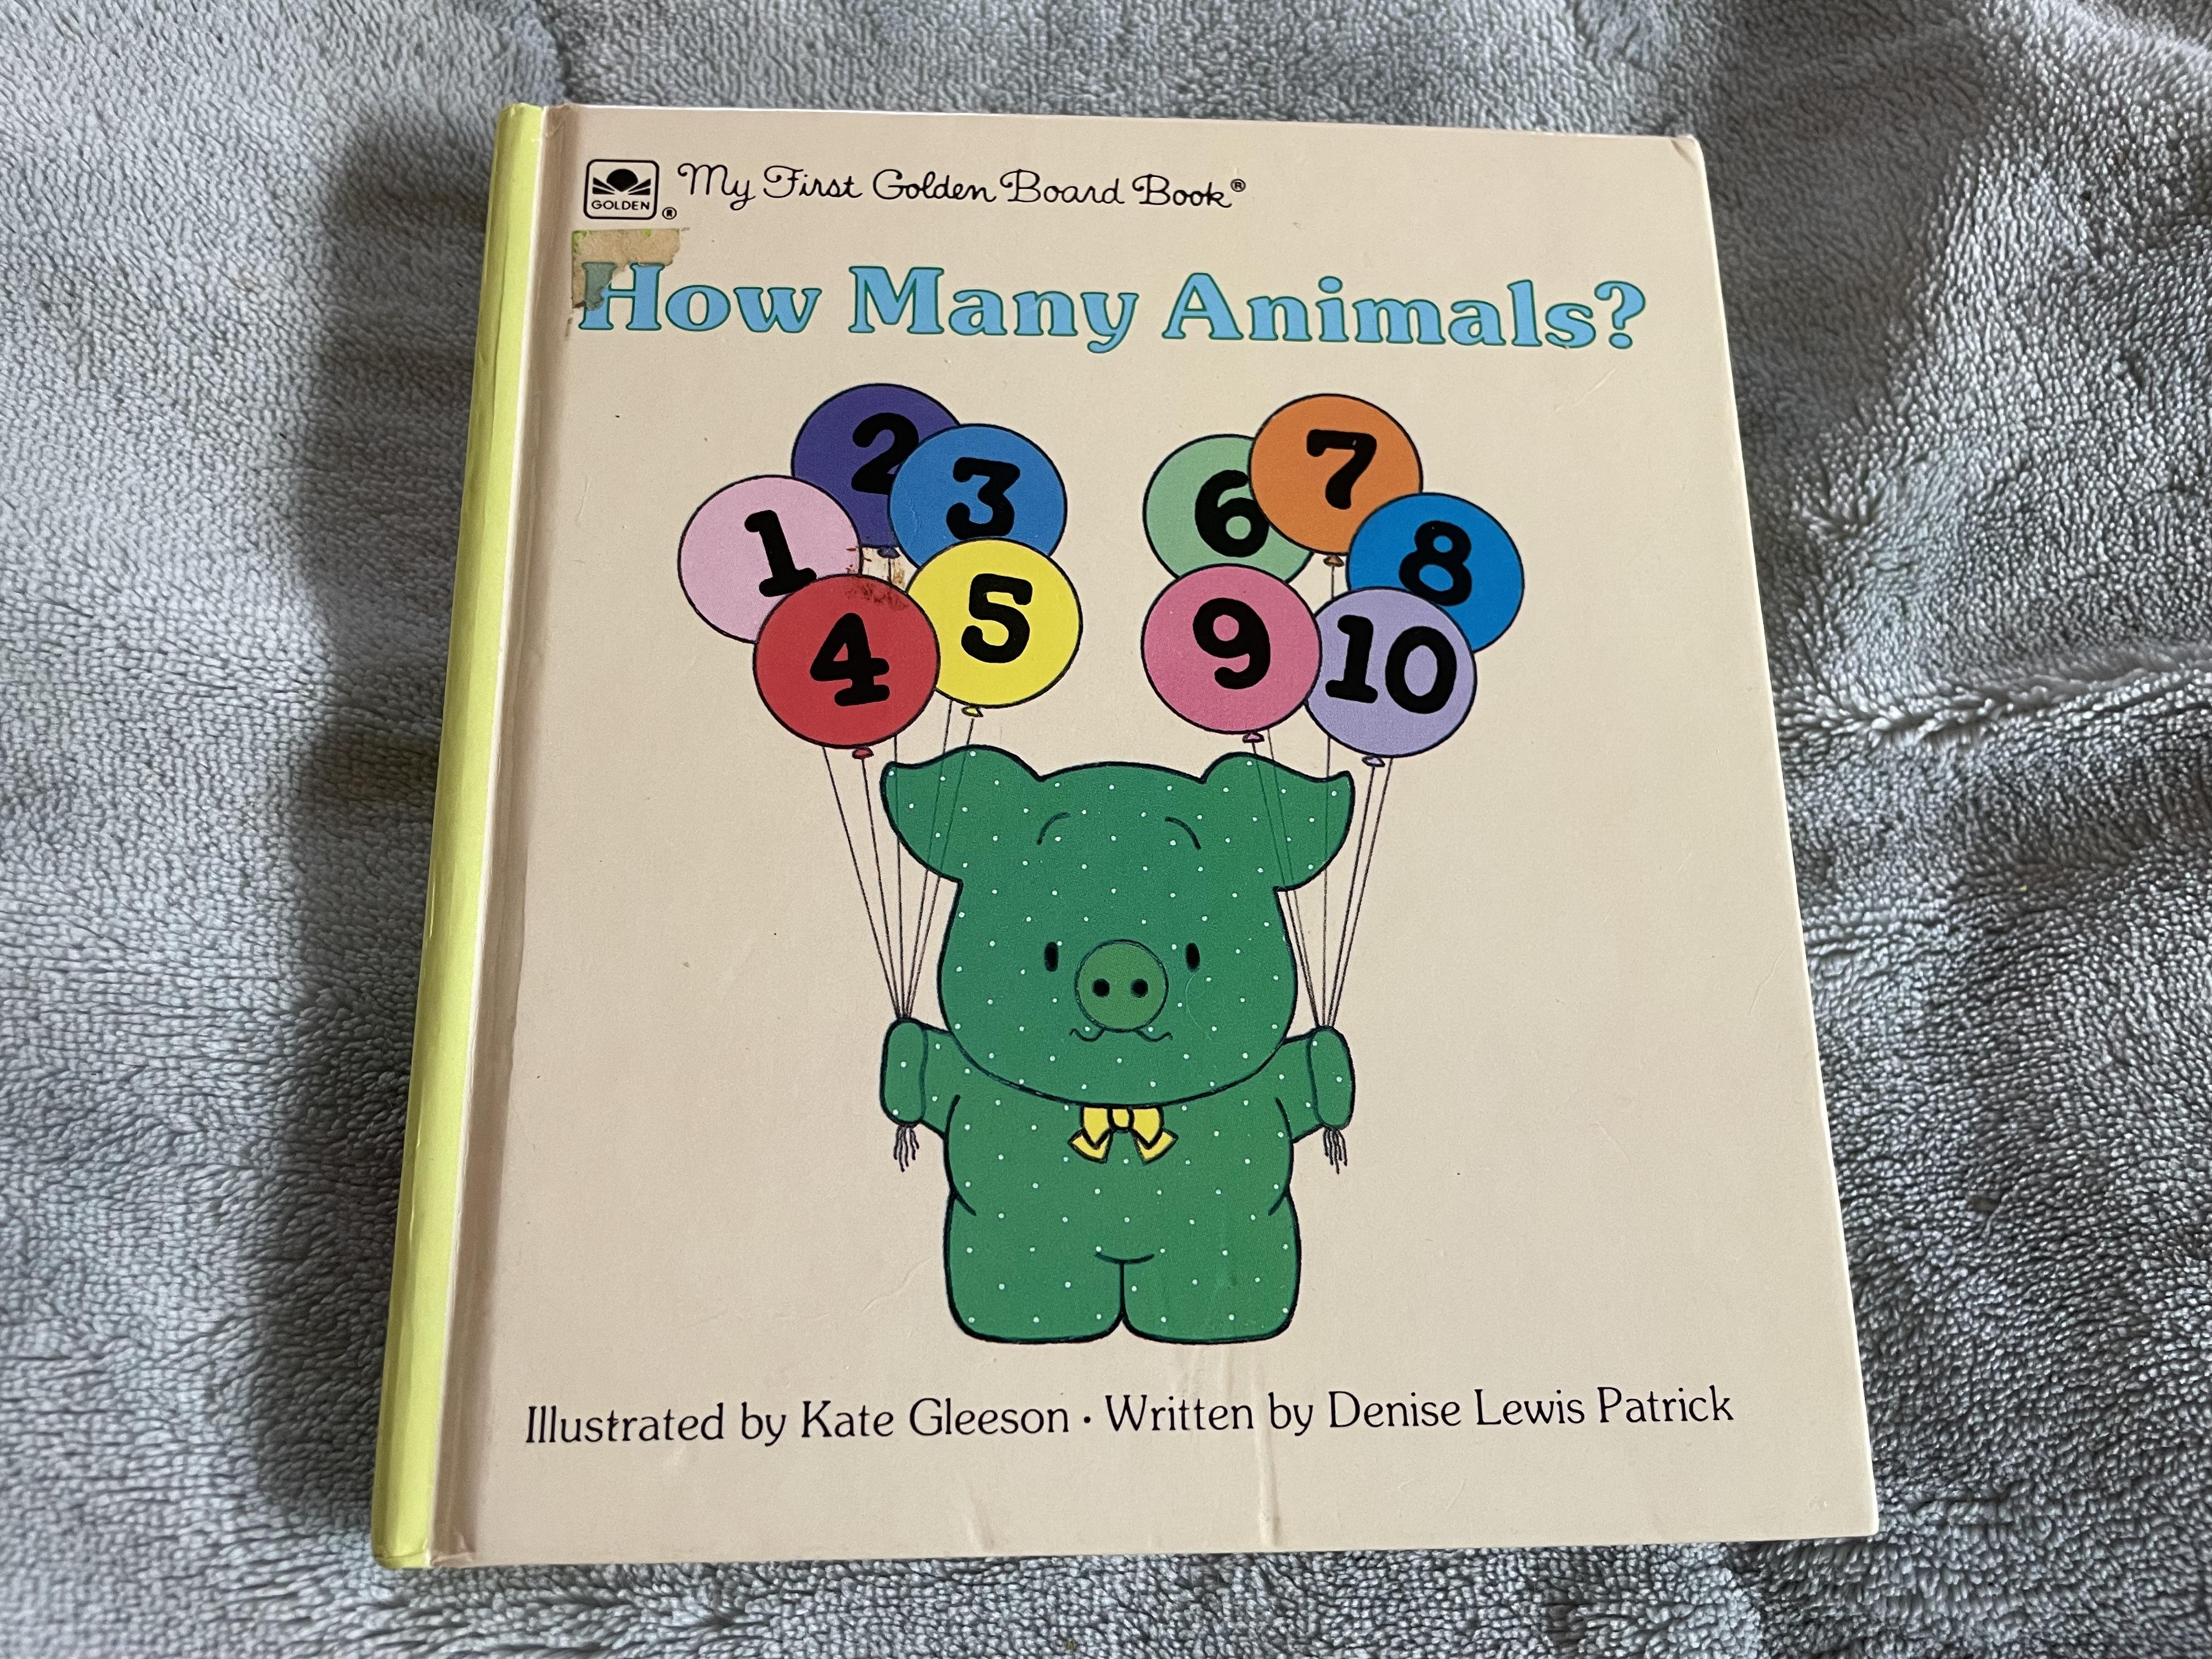 GOLDEN ® My First Golden Board Book®
How Many Animals?
2 3
1
4 5
7
6 8
9 10
Illustrated by Kate Gleeson • Written by Denise Lewis Patrick